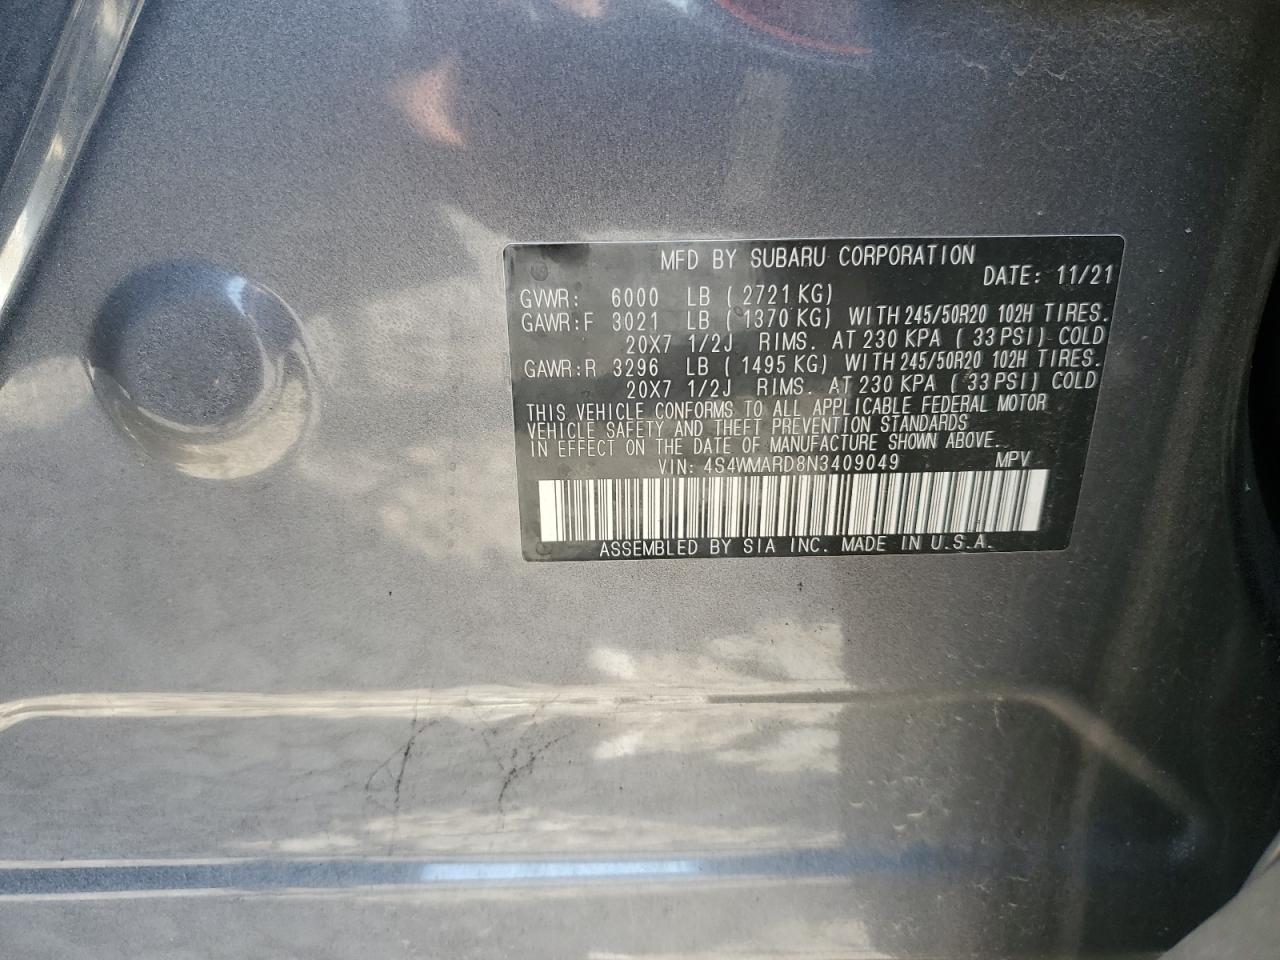 MFD BY SUBARU CORPORATION
DATE: 11/21
GVWR: 6000 LB ( 2721 KG)
GAWR:F 3021 LB ( 1370 KG) WITH 245/50R20 102H TIRES.
20X7 1/2J RIMS. AT 230 KPA ( 33 PSI) COLD
GAWR:R 3296 LB ( 1495 KG) WITH 245/50R20 102H TIRES.
20X7 1/2J RIMS. AT 230 KPA ( 33 PSI) COLD
THIS VEHICLE CONFORMS TO ALL APPLICABLE FEDERAL MOTOR
VEHICLE SAFETY AND THEFT PREVENTION STANDARDS
IN EFFECT ON THE DATE OF MANUFACTURE SHOWN ABOVE.
VIN: 4S4WMARD8N3409049 MPV
ASSEMBLED BY SIA INC. MADE IN U.S.A.